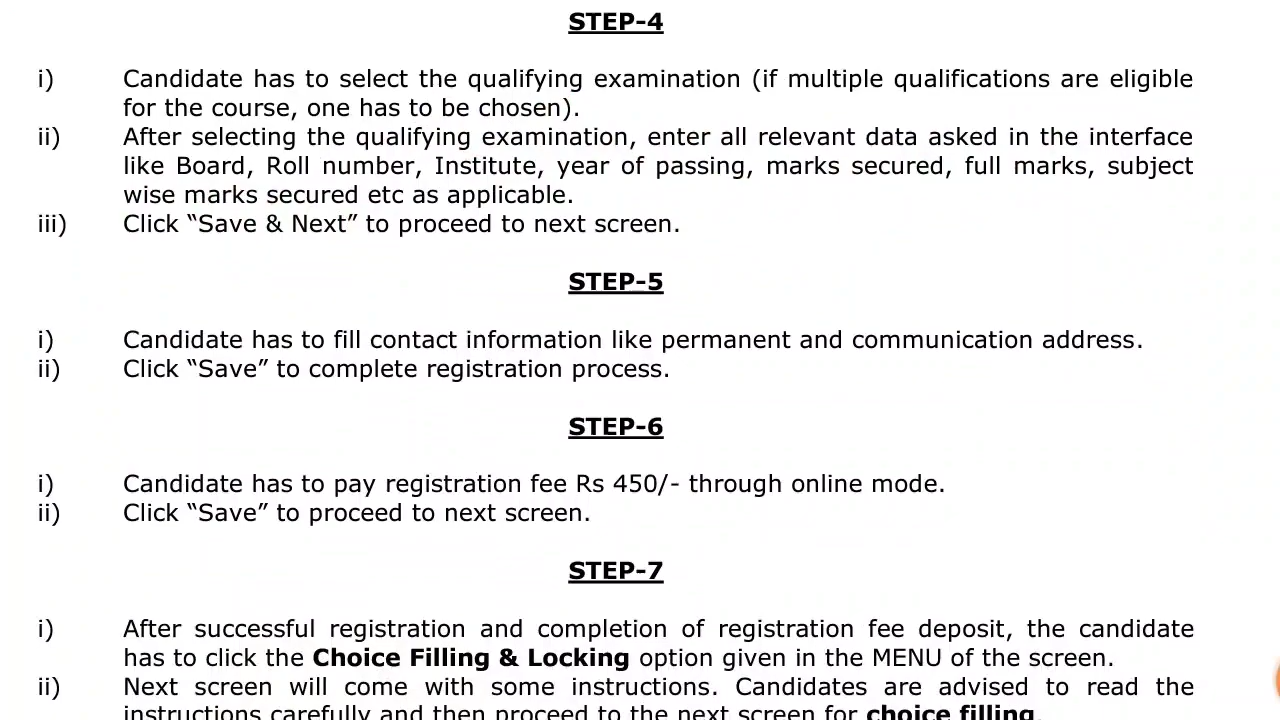 STEP-4
i) Candidate has to select the qualifying examination (if multiple qualifications are eligible
for the course, one has to be chosen).
ii) After selecting the qualifying examination, enter all relevant data asked in the interface
like Board, Roll number, Institute, year of passing, marks secured, full marks, subject
wise marks secured etc as applicable.
iii) Click “Save & Next” to proceed to next screen.
STEP-5
i) Candidate has to fill contact information like permanent and communication address.
ii) Click “Save” to complete registration process.
STEP-6
i) Candidate has to pay registration fee Rs 450/- through online mode.
ii) Click “Save” to proceed to next screen.
STEP-7
i) After successful registration and completion of registration fee deposit, the candidate
has to click the Choice Filling & Locking option given in the MENU of the screen.
ii) Next screen will come with some instructions. Candidates are advised to read the
instructions carefully and then proceed to the next screen for choice filling.